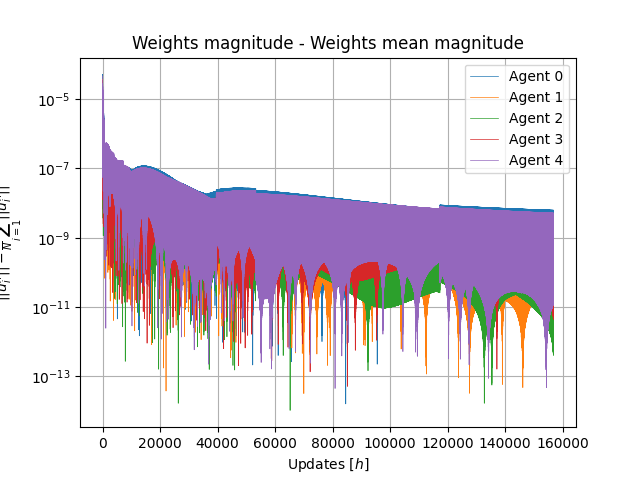 Weights magnitude - Weights mean magnitude
Agent 0
Agent 1
Agent 2
Agent 3
Agent 4
10⁻⁵
10⁻⁷
10⁻⁹
10⁻¹¹
10⁻¹³
0 20000 40000 60000 80000 100000 120000 140000 160000
Updates [h]